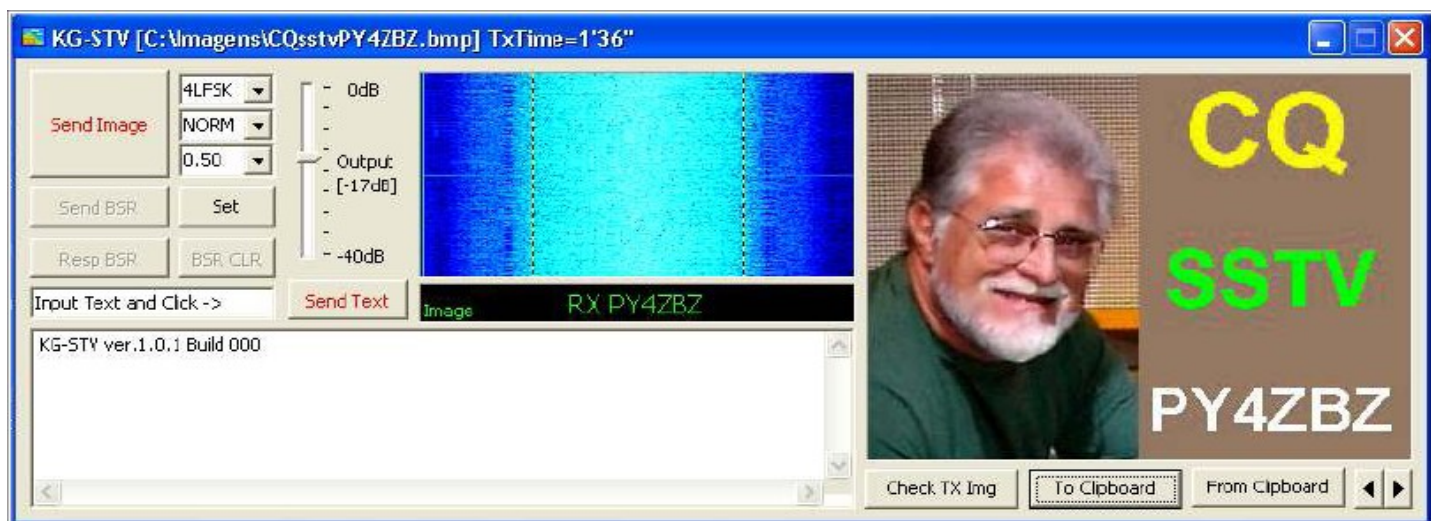 KG-STV [C:\Imagens\CQsstvPY4ZBZ.bmp] TxTime=1'36"
Send Image
4LFSK
NORM
0.50
0dB
Output
[-17dB]
-40dB
Send BSR
Set
Resp BSR
BSR CLR
Input Text and Click ->
Send Text
Image
RX PY4ZBZ
KG-STV ver.1.0.1 Build 000
CQ
SSTV
PY4ZBZ
Check TX Img
To Clipboard
From Clipboard